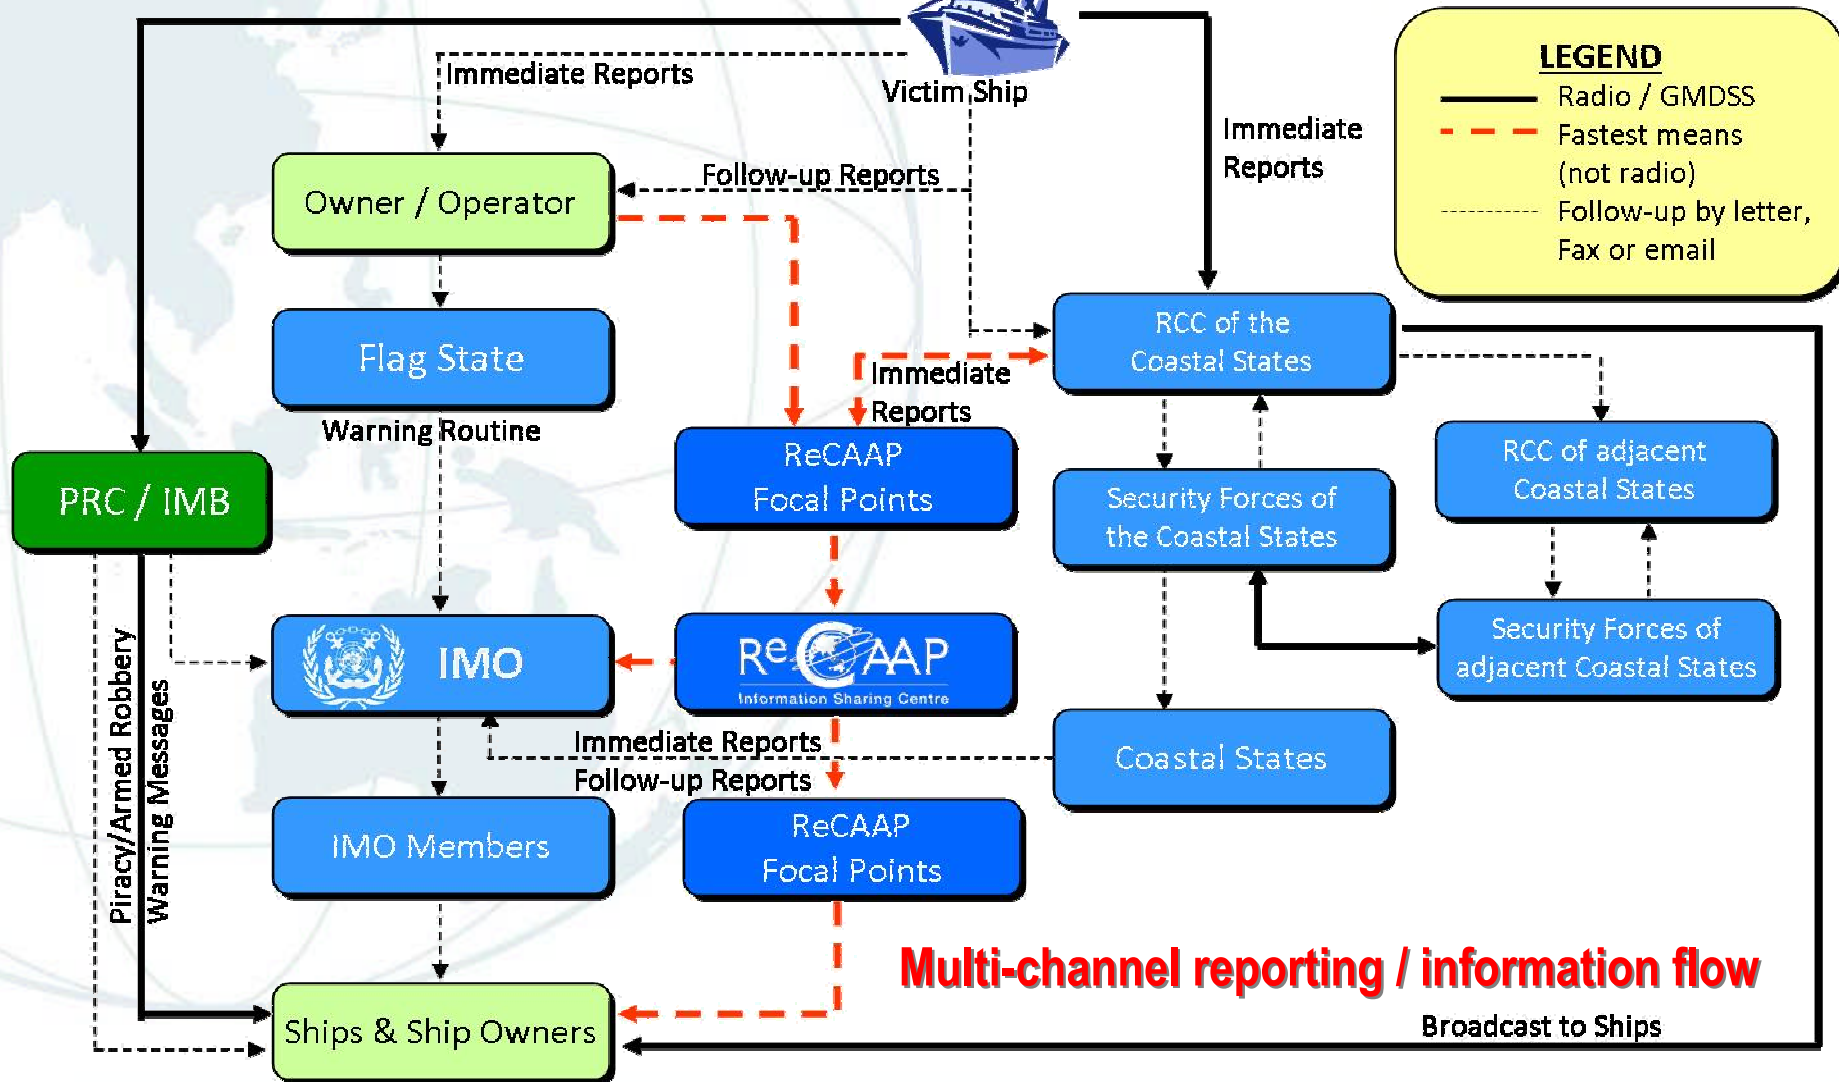 Victim Ship
Immediate Reports
Immediate
Reports
LEGEND
Radio / GMDSS
Fastest means
(not radio)
Follow-up by letter,
Fax or email
Owner / Operator
Follow-up Reports
Flag State
Warning Routine
RCC of the
Coastal States
Immediate
Reports
PRC / IMB
ReCAAP
Focal Points
Security Forces of
the Coastal States
RCC of adjacent
Coastal States
IMO
ReCAAP
Information Sharing Centre
Security Forces of
adjacent Coastal States
Piracy/Armed Robbery
Warning Messages
Immediate Reports
Follow-up Reports
Coastal States
IMO Members
ReCAAP
Focal Points
Multi-channel reporting / information flow
Ships & Ship Owners
Broadcast to Ships